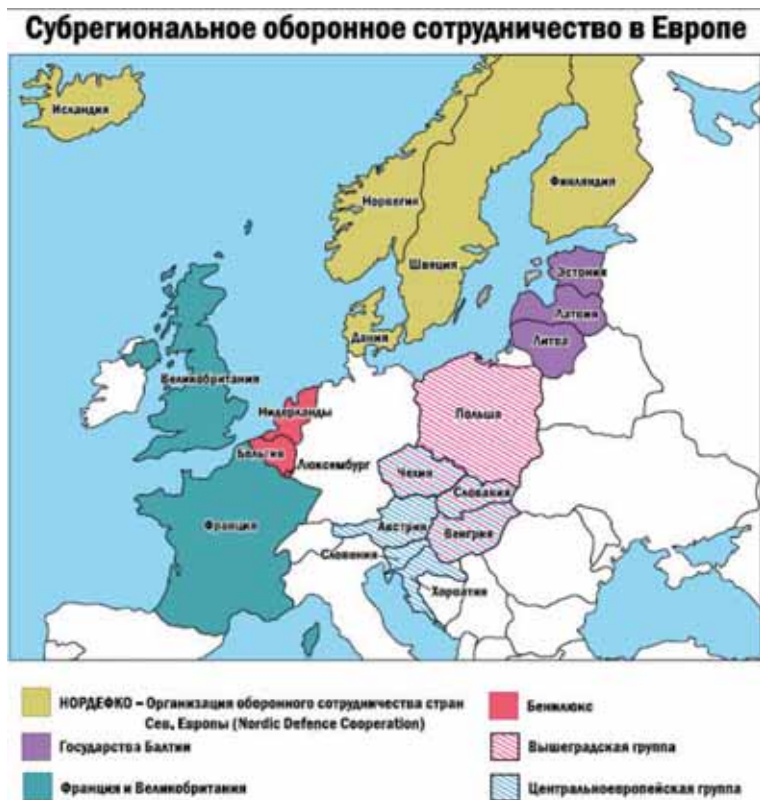 Субрегиональное оборонное сотрудничество в Европе
Исландия
Норвегия
Финляндия
Швеция
Эстония
Латвия
Литва
Дания
Великобритания
Нидерланды
Польша
Бельгия
Люксембург
Чехия
Словакия
Франция
Австрия
Венгрия
Словения
Хорватия
НОРДЕФКО – Организация оборонного сотрудничества стран
Сев. Европы (Nordic Defence Cooperation)
Государства Балтии
Франция и Великобритания
Бенилюкс
Вышеградская группа
Центральноевропейская группа